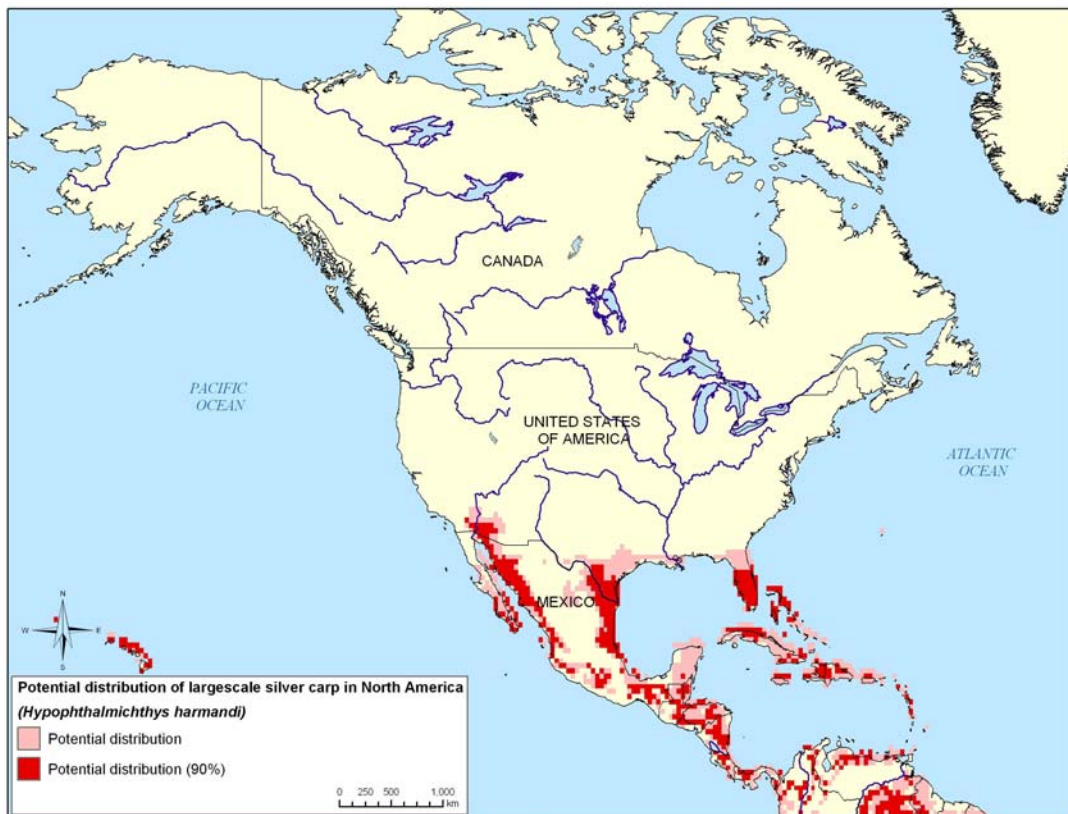 CANADA
PACIFIC
OCEAN
UNITED STATES
OF AMERICA
ATLANTIC
OCEAN
MEXICO
N
W
E
S
Potential distribution of largescale silver carp in North America
(Hypophthalmichthys harmandi)
Potential distribution
Potential distribution (90%)
0 250 500 1,000
km